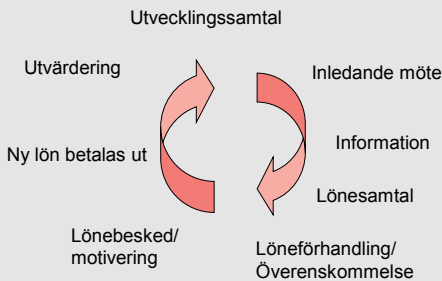 Utvecklingssamtal
Inledande möte
Information
Lönesamtal
Löneförhandling/
Överenskommelse
Lönebesked/
motivering
Ny lön betalas ut
Utvärdering